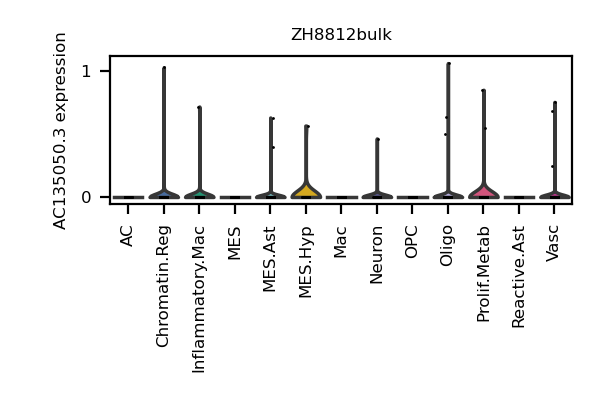 ZH8812bulk
AC135050.3 expression
1
0
AC
Chromatin.Reg
Inflammatory.Mac
MES
MES.Ast
MES.Hyp
Mac
Neuron
OPC
Oligo
Prolif.Metab
Reactive.Ast
Vasc